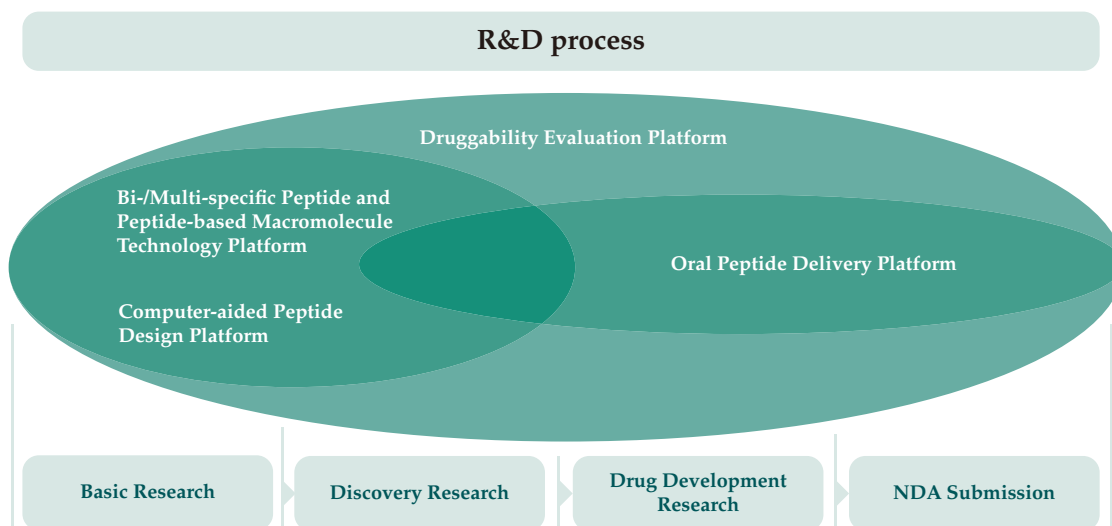 R&D process
Druggability Evaluation Platform
Bi-/Multi-specific Peptide and
Peptide-based Macromolecule
Technology Platform
Oral Peptide Delivery Platform
Computer-aided Peptide
Design Platform
Basic Research
Discovery Research
Drug Development
Research
NDA Submission